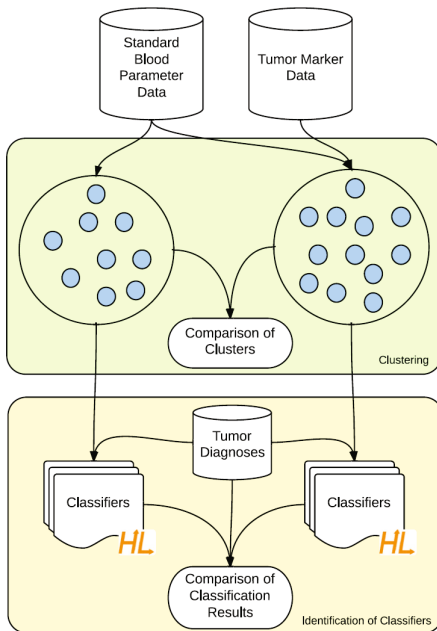 Standard
Blood
Parameter
Data
Tumor Marker
Data
Comparison of
Clusters
Clustering
Tumor
Diagnoses
Classifiers
HL
Classifiers
HL
Comparison of
Classification
Results
Identification of Classifiers